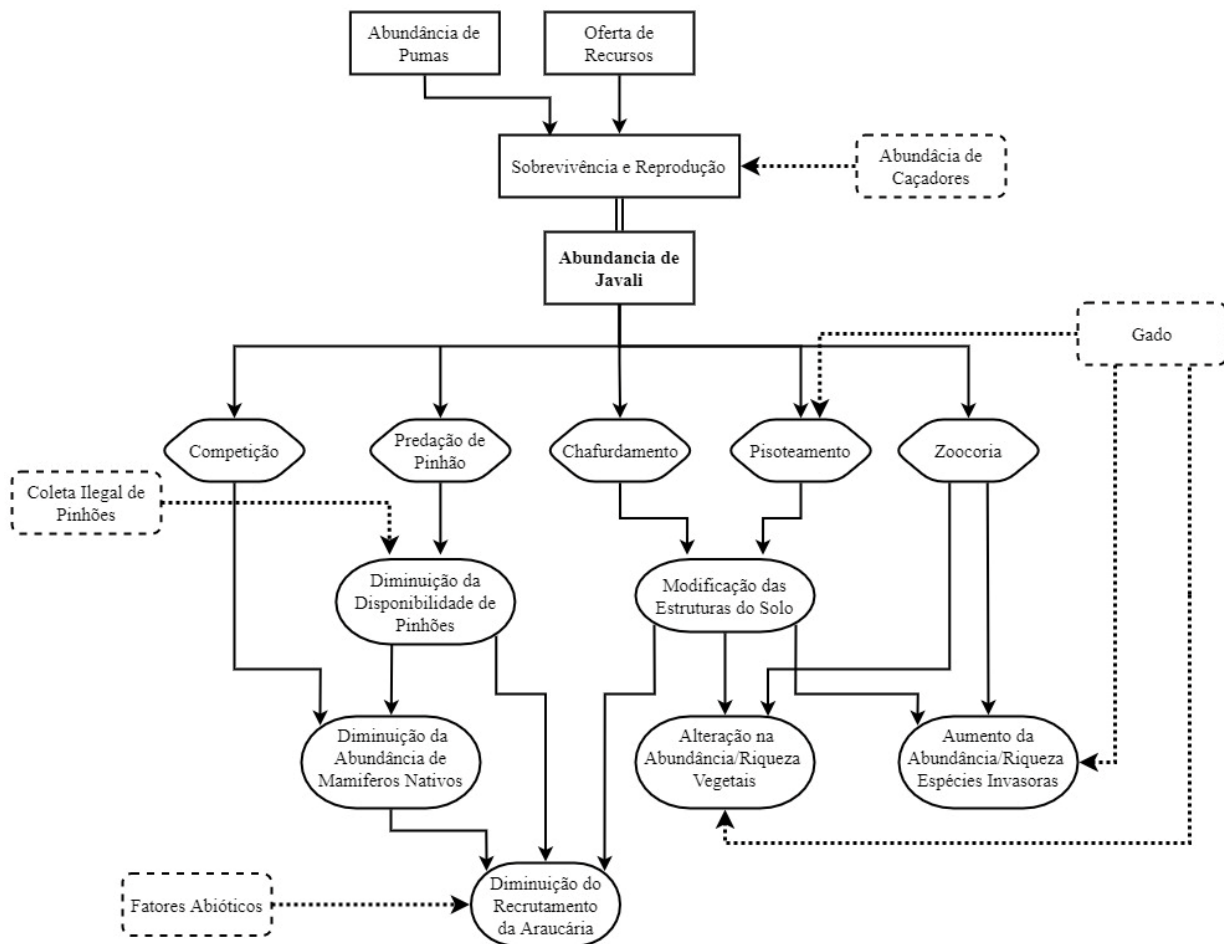 Abundância de
Pumas
Oferta de
Recursos
Sobrevivência e Reprodução
Abundâcia de
Caçadores
Abundancia de
Javali
Gado
Competição
Predação de
Pinhão
Chafurdamento
Pisoteamento
Zoocoria
Coleta Ilegal de
Pinhões
Diminuição da
Disponibilidade de
Pinhões
Modificação das
Estruturas do Solo
Diminuição da
Abundância de
Mamiferos Nativos
Alteração na
Abundância/Riqueza
Vegetais
Aumento da
Abundância/Riqueza
Espécies Invasoras
Fatores Abióticos
Diminuição do
Recrutamento
da Araucária